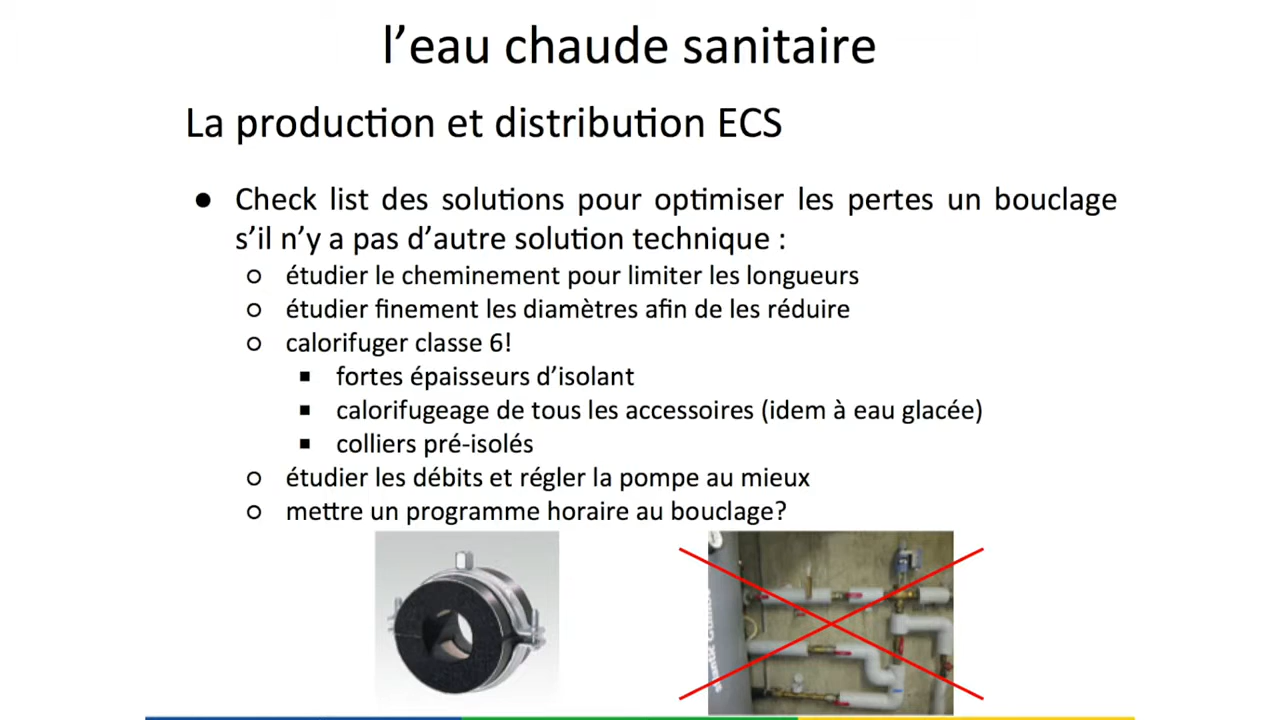 l’eau chaude sanitaire
La production et distribution ECS
● Check list des solutions pour optimiser les pertes un bouclage
s’il n’y a pas d’autre solution technique :
○ étudier le cheminement pour limiter les longueurs
○ étudier finement les diamètres afin de les réduire
○ calorifuger classe 6!
■ fortes épaisseurs d’isolant
■ calorifugeage de tous les accessoires (idem à eau glacée)
■ colliers pré-isolés
○ étudier les débits et régler la pompe au mieux
○ mettre un programme horaire au bouclage?